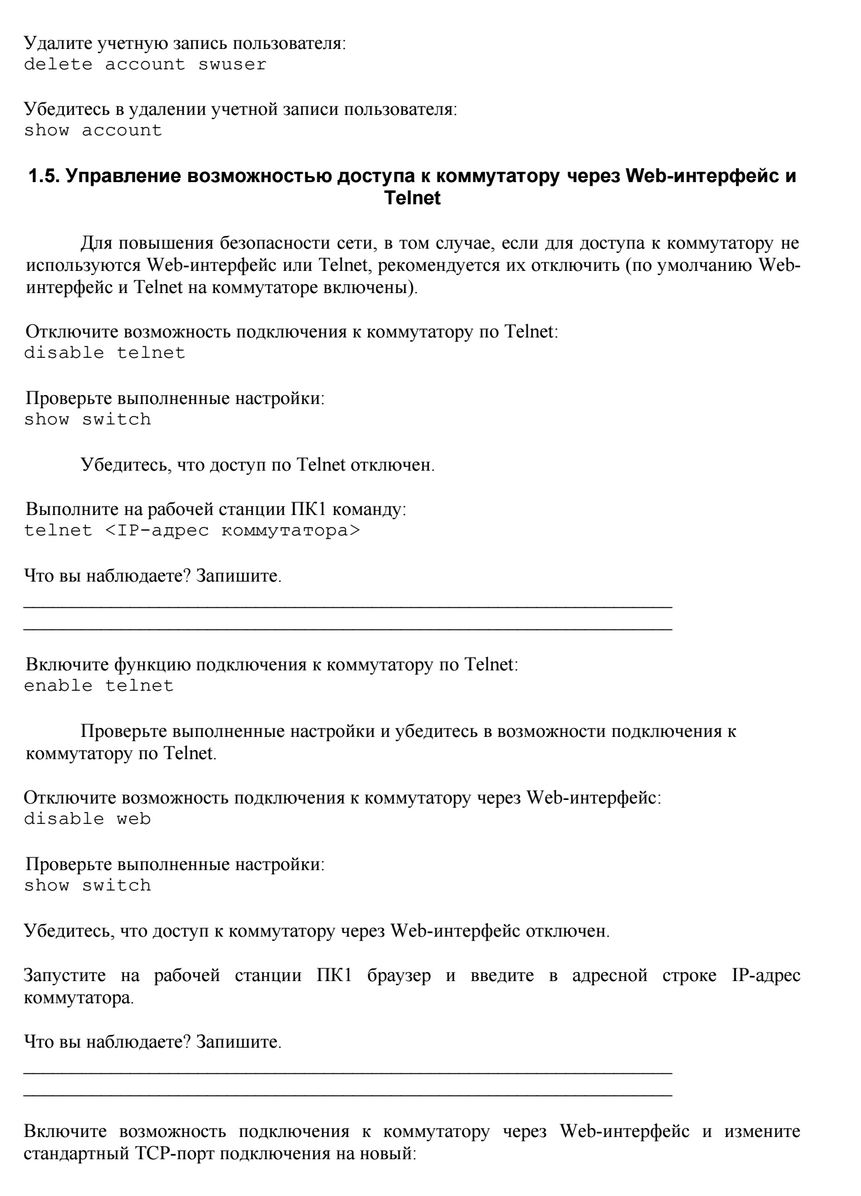 Удалите учетную запись пользователя:
delete account swuser
Убедитесь в удалении учетной записи пользователя:
show account
1.5. Управление возможностью доступа к коммутатору через Web-интерфейс и
Telnet
Для повышения безопасности сети, в том случае, если для доступа к коммутатору не
используются Web-интерфейс или Telnet, рекомендуется их отключить (по умолчанию Web-
интерфейс и Telnet на коммутаторе включены).
Отключите возможность подключения к коммутатору по Telnet:
disable telnet
Проверьте выполненные настройки:
show switch
Убедитесь, что доступ по Telnet отключен.
Выполните на рабочей станции ПК1 команду:
telnet <IP-адрес коммутатора>
Что вы наблюдаете? Запишите.
Включите функцию подключения к коммутатору по Telnet:
enable telnet
Проверьте выполненные настройки и убедитесь в возможности подключения к
коммутатору по Telnet.
Отключите возможность подключения к коммутатору через Web-интерфейс:
disable web
Проверьте выполненные настройки:
show switch
Убедитесь, что доступ к коммутатору через Web-интерфейс отключен.
Запустите на рабочей станции ПК1 браузер и введите в адресной строке IP-адрес
коммутатора.
Что вы наблюдаете? Запишите.
Включите возможность подключения к коммутатору через Web-интерфейс и измените
стандартный TCP-порт подключения на новый: